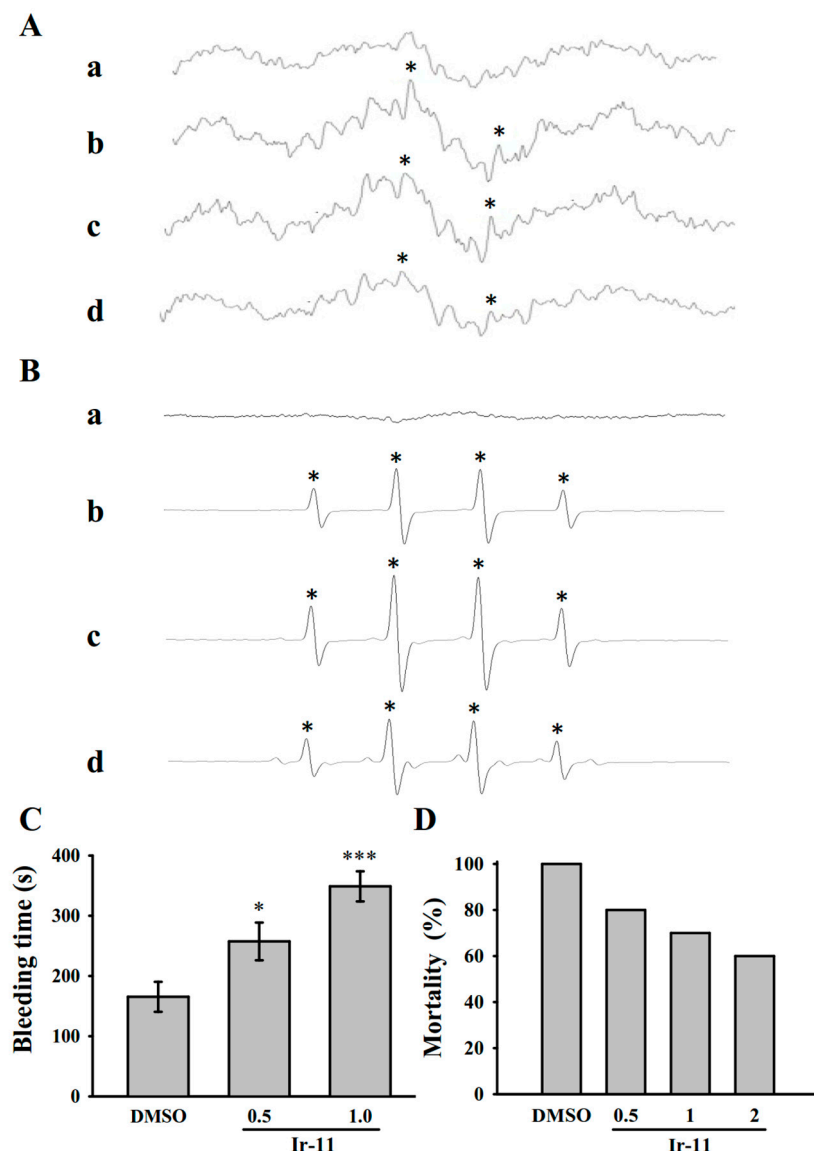 A
a
*
b
*
*
c
*
*
d
*
B
a
* * * *
b
* * * *
c
* * * *
d
C
D
Bleeding time (s)
400
300
200
100
0
*
***
DMSO
0.5
1.0
Ir-11
Mortality (%)
100
80
60
40
20
0
DMSO
0.5
1
2
Ir-11